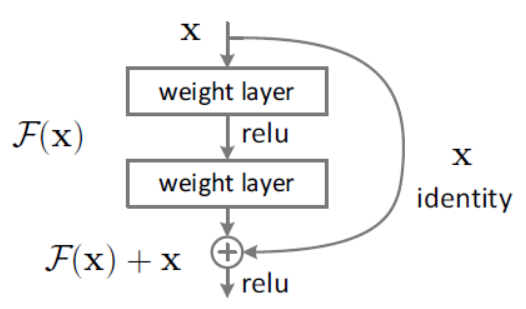 x
weight layer
F(x)
relu
x
weight layer
identity
F(x) + x
relu